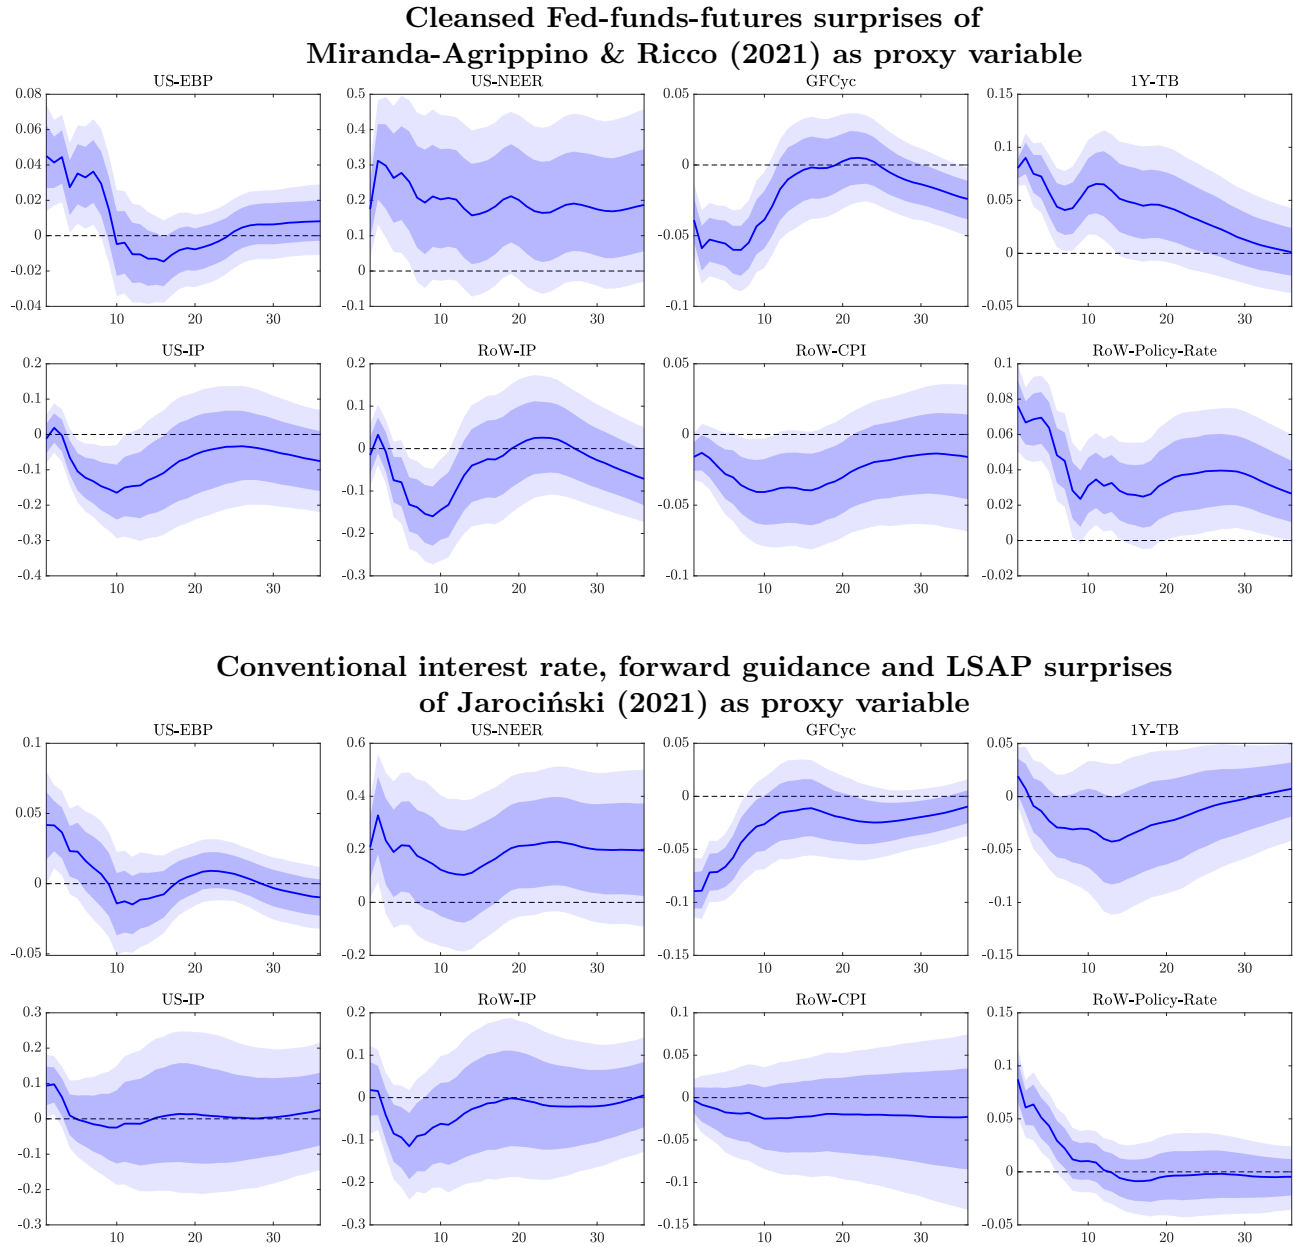 Cleansed Fed-funds-futures surprises of
Miranda-Agrippino & Ricco (2021) as proxy variable
US-EBP US-NEER GFCyc 1Y-TB
0.08 0.5 0.05 0.15
0.06 0.4 0.1
0.04 0.3 0
0.02 0.2 0.05
0 0.1 -0.05 0
-0.02 0
-0.04 -0.1 -0.1 -0.05
10 20 30 10 20 30 10 20 30 10 20 30
US-IP RoW-IP RoW-CPI RoW-Policy-Rate
0.2 0.2 0.05 0.1
0.1 0.1 0.08
0 0 0 0.06
-0.1 0.04
-0.2 -0.1 -0.05 0.02
-0.3 -0.2 0
-0.4 -0.3 -0.1 -0.02
10 20 30 10 20 30 10 20 30 10 20 30
Conventional interest rate, forward guidance and LSAP surprises
of Jarociński (2021) as proxy variable
US-EBP US-NEER GFCyc 1Y-TB
0.1 0.6 0.05 0.05
0.05 0.4 0 0
0.2 -0.05 -0.05
0 0 -0.1 -0.1
-0.05 -0.2 -0.15 -0.15
10 20 30 10 20 30 10 20 30 10 20 30
US-IP RoW-IP RoW-CPI RoW-Policy-Rate
0.3 0.2 0.1 0.15
0.2 0.1 0.05 0.1
0.1 0 0
0 -0.1 -0.05 0.05
-0.1 -0.2 -0.1 0
-0.2
-0.3 -0.3 -0.15 -0.05
10 20 30 10 20 30 10 20 30 10 20 30